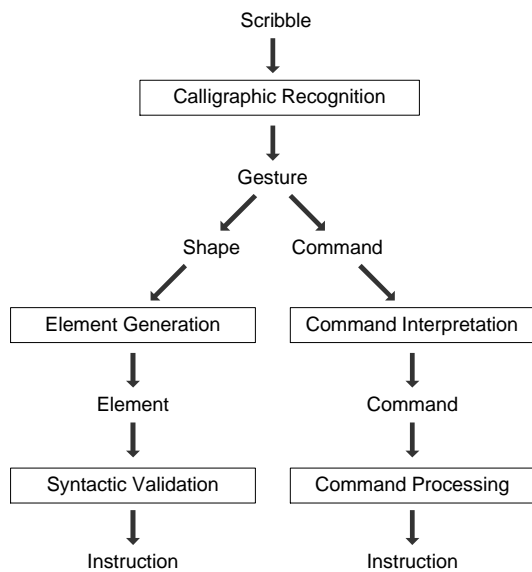 Scribble
Calligraphic Recognition
Gesture
Shape
Command
Element Generation
Command Interpretation
Element
Command
Syntactic Validation
Command Processing
Instruction
Instruction